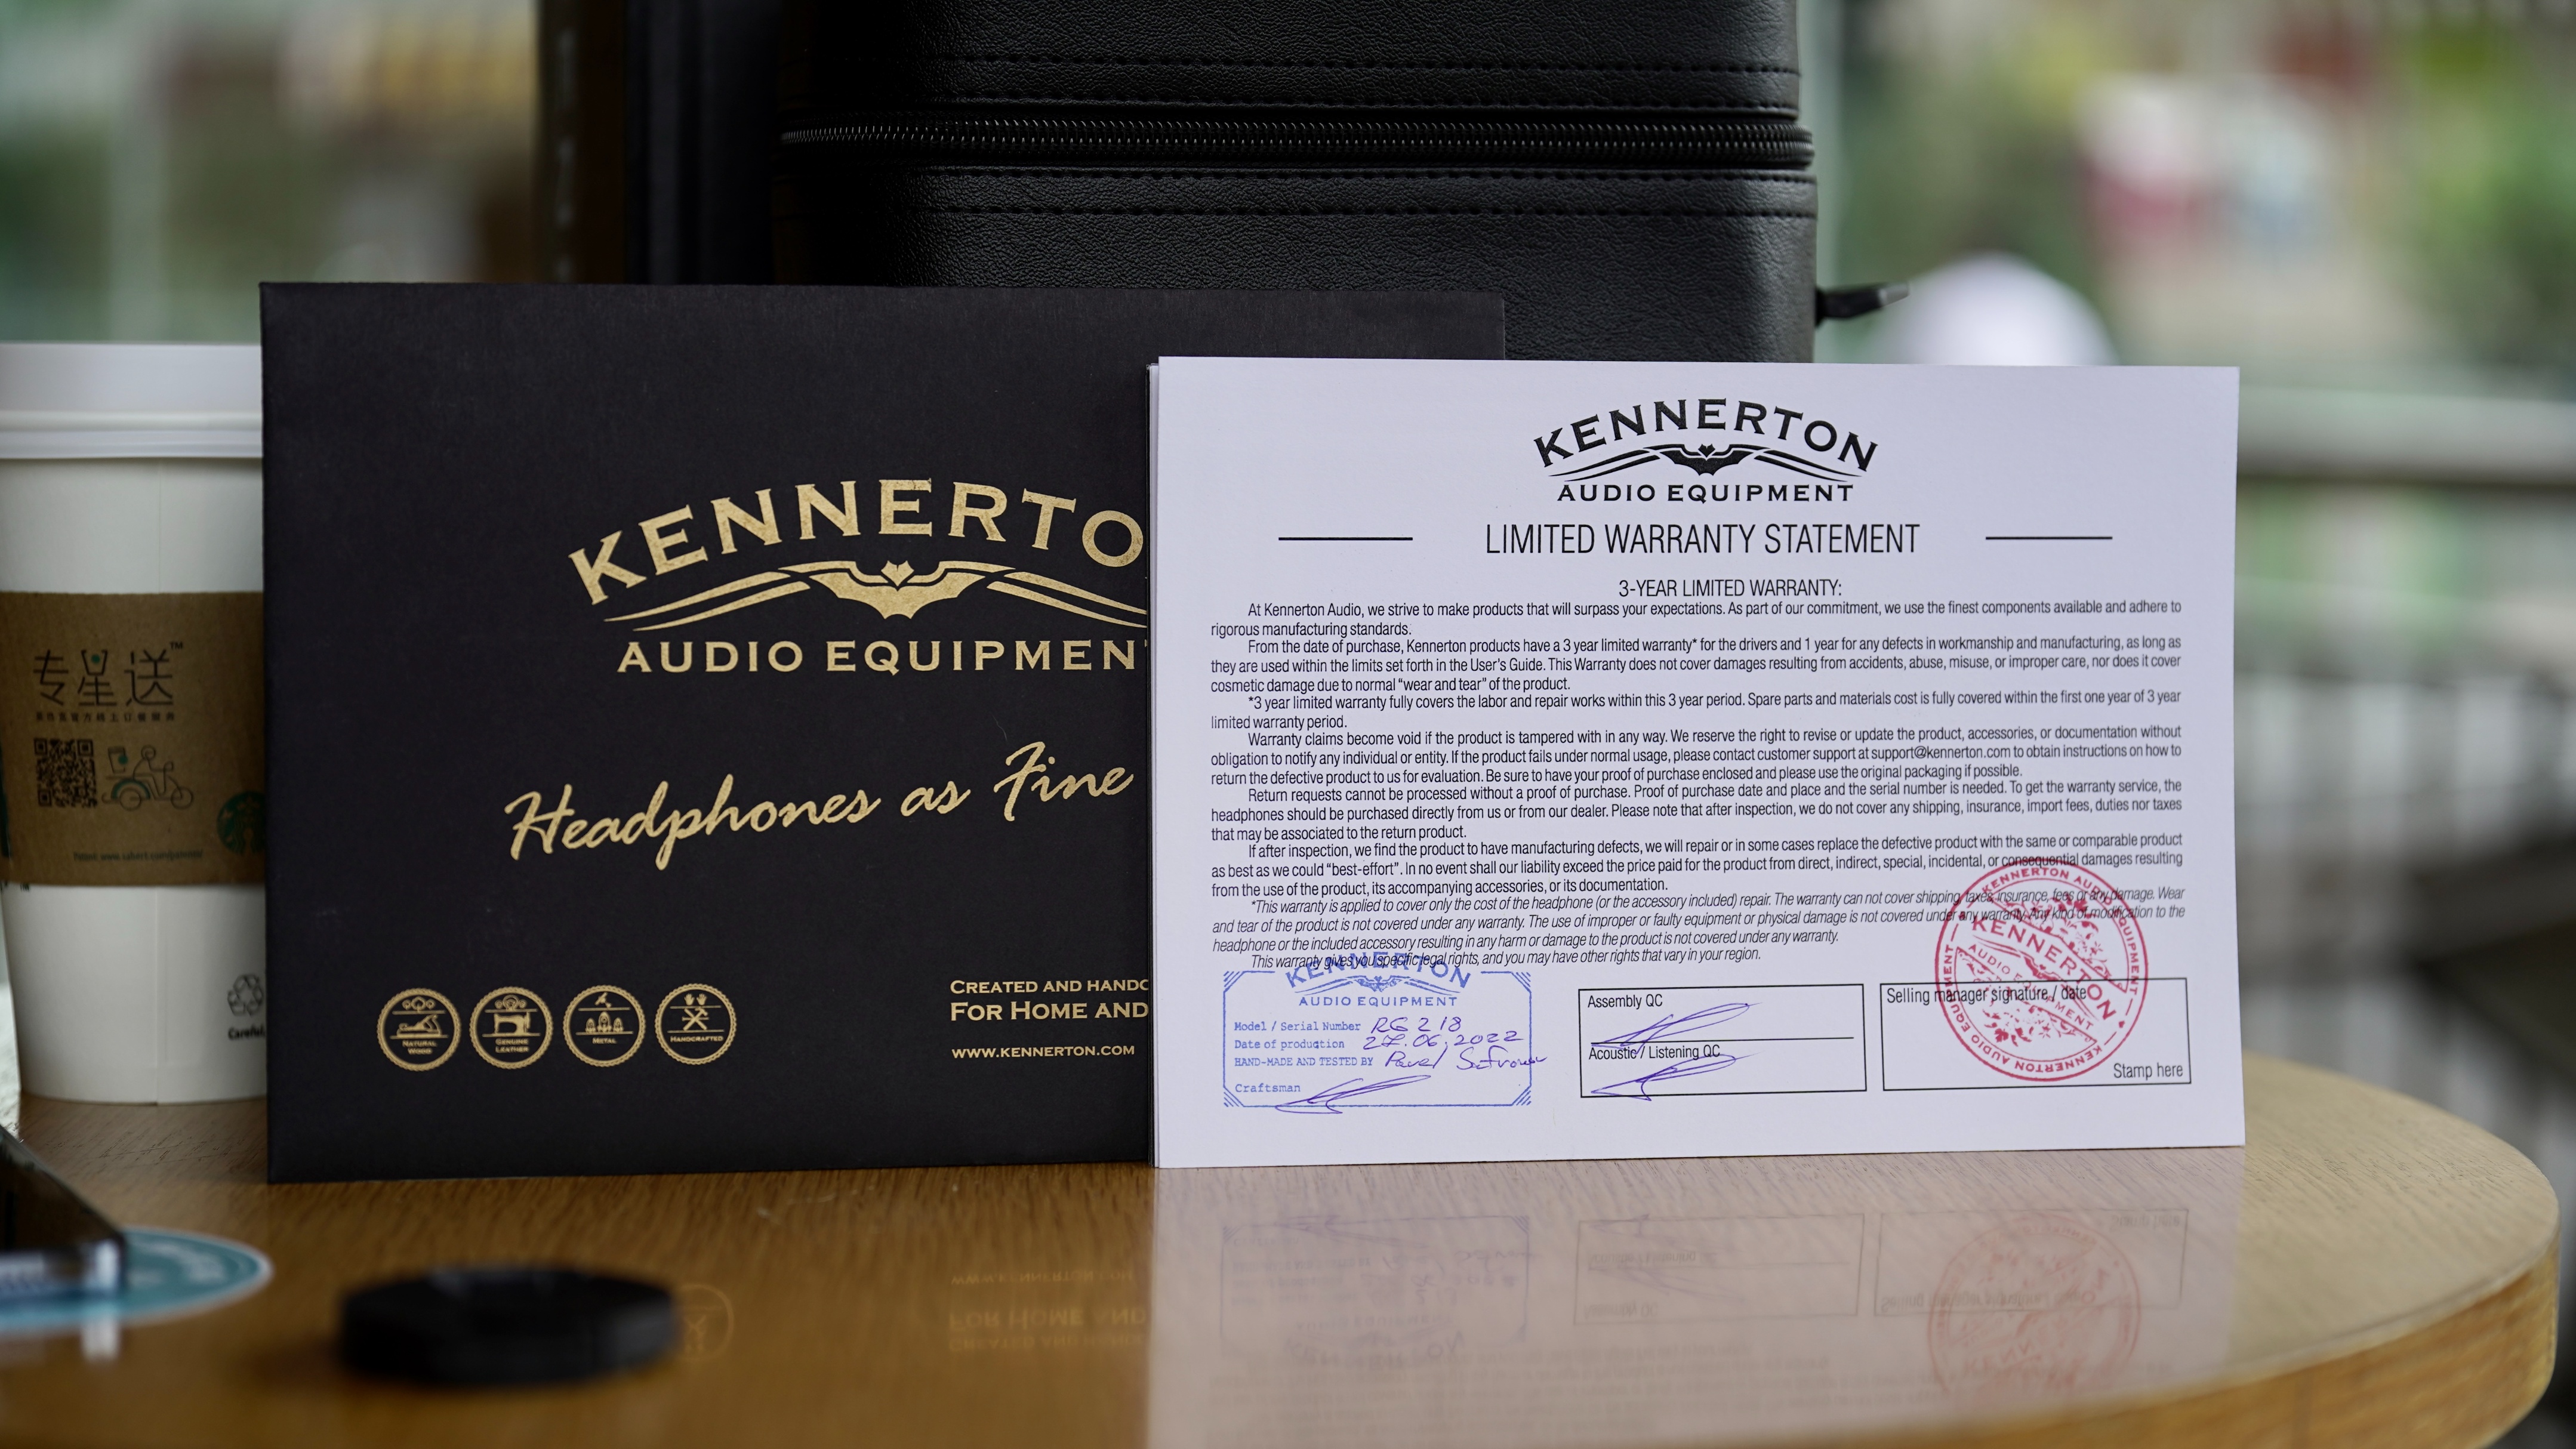 专星送™
Careful,
KENNERTO
AUDIO EQUIPMEN
Headphones as Fine
NATURAL
WOOD
GENUINE
LEATHER
METAL
HANDCRAFTED
CREATED AND HANDC
FOR HOME AND
WWW.KENNERTON.COM
KENNERTON
AUDIO EQUIPMENT
LIMITED WARRANTY STATEMENT
3-YEAR LIMITED WARRANTY:
At Kennerton Audio, we strive to make products that will surpass your expectations. As part of our commitment, we use the finest components available and adhere to
rigorous manufacturing standards.
From the date of purchase, Kennerton products have a 3 year limited warranty* for the drivers and 1 year for any defects in workmanship and manufacturing, as long as
they are used within the limits set forth in the User's Guide. This Warranty does not cover damages resulting from accidents, abuse, misuse, or improper care, nor does it cover
cosmetic damage due to normal “wear and tear” of the product.
*3 year limited warranty fully covers the labor and repair works within this 3 year period. Spare parts and materials cost is fully covered within the first one year of 3 year
limited warranty period.
Warranty claims become void if the product is tampered with in any way. We reserve the right to revise or update the product, accessories, or documentation without
obligation to notify any individual or entity. If the product fails under normal usage, please contact customer support at support@kennerton.com to obtain instructions on how to
return the defective product to us for evaluation. Be sure to have your proof of purchase enclosed and please use the original packaging if possible.
Return requests cannot be processed without a proof of purchase. Proof of purchase date and place and the serial number is needed. To get the warranty service, the
headphones should be purchased directly from us or from our dealer. Please note that after inspection, we do not cover any shipping, insurance, import fees, duties nor taxes
that may be associated to the return product.
If after inspection, we find the product to have manufacturing defects, we will repair or in some cases replace the defective product with the same or comparable product
as best as we could “best-effort”. In no event shall our liability exceed the price paid for the product from direct, indirect, special, incidental, or consequential damages resulting
from the use of the product, its accompanying accessories, or its documentation.
*This warranty is applied to cover only the cost of the headphone (or the accessory included) repair. The warranty can not cover shipping, taxes, insurance, fees or any damage. Wear
and tear of the product is not covered under any warranty. The use of improper or faulty equipment or physical damage is not covered under any warranty. Any kind of modification to the
headphone or the included accessory resulting in any harm or damage to the product is not covered under any warranty.
This warranty gives you specific legal rights, and you may have other rights that vary in your region.
KENNERTON
AUDIO EQUIPMENT
Model / Serial Number RG 218
Date of production 27.06.2022
HAND-MADE AND TESTED BY Pavel
Craftsman
Assembly QC
Acoustic / Listening QC
Selling manager signature / date
Stamp here
KENNERTON AUDIO EQUIPMENT
KENNERTON AUDIO EQUIPMENT
KENNERTON
AUDIO EQUIPMENT